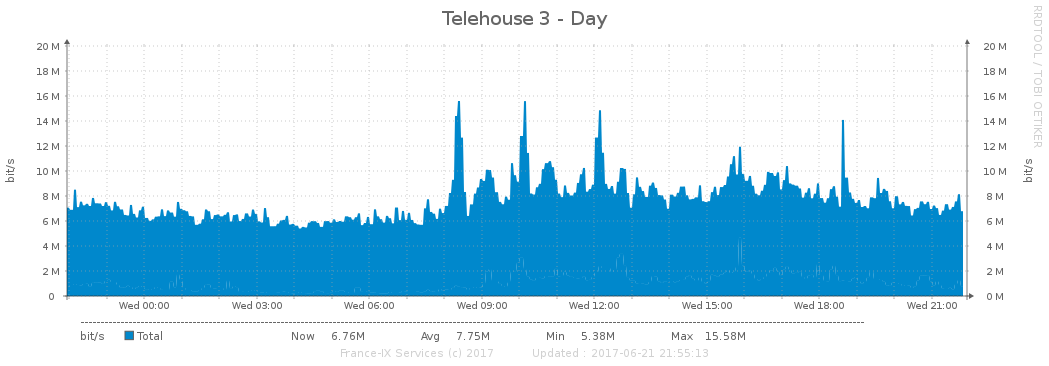 Telehouse 3 - Day
RRDTOOL / TOBI OETIKER
bit/s
20 M
18 M
16 M
14 M
12 M
10 M
8 M
6 M
4 M
2 M
0
20 M
18 M
16 M
14 M
12 M
10 M
8 M
6 M
4 M
2 M
0 M
bit/s
Wed 00:00 Wed 03:00 Wed 06:00 Wed 09:00 Wed 12:00 Wed 15:00 Wed 18:00 Wed 21:00
bit/s Total Now 6.76M Avg 7.75M Min 5.38M Max 15.58M
France-IX Services (c) 2017 Updated : 2017-06-21 21:55:13